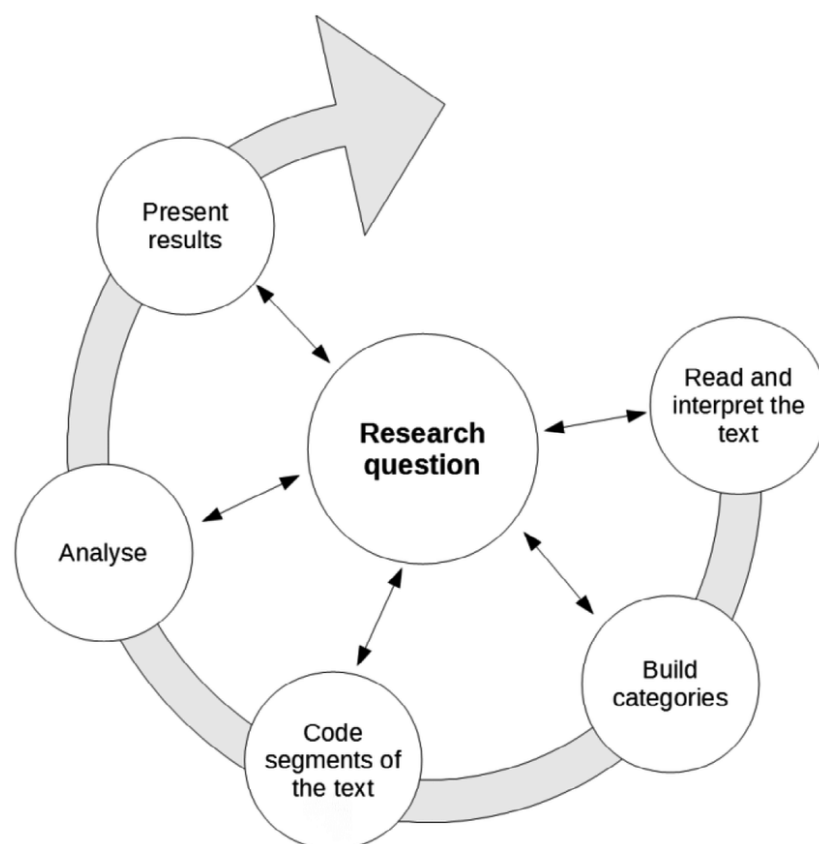 Present
results
Research
question
Read and
interpret the
text
Analyse
Build
categories
Code
segments of
the text